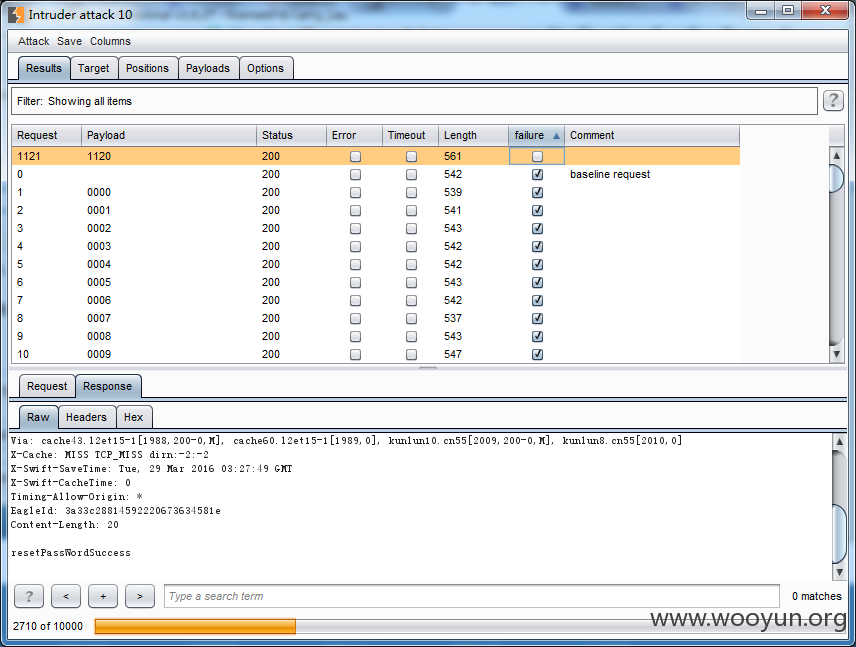 Intruder attack 10
Attack Save Columns
Results Target Positions Payloads Options
Filter: Showing all items
?
Request Payload Status Error Timeout Length failure Comment
1121 1120 200 561
0 200 542 baseline request
1 0000 200 539
2 0001 200 541
3 0002 200 543
4 0003 200 542
5 0004 200 542
6 0005 200 543
7 0006 200 542
8 0007 200 537
9 0008 200 543
10 0009 200 547
Request Response
Raw Headers Hex
Via: cache43.l2et15-1[1988,200-0,M], cache60.l2et15-1[1989,0], kunlun10.cn55[2009,200-0,M], kunlun8.cn55[2010,0]
X-Cache: MISS TCP_MISS dirn:-2:-2
X-Swift-SaveTime: Tue, 29 Mar 2016 03:27:49 GMT
X-Swift-CacheTime: 0
Timing-Allow-Origin: *
EagleId: 3a33c28814592220673634581e
Content-Length: 20
resetPassWordSuccess
? < + > Type a search term 0 matches
2710 of 10000
www.wooyun.org